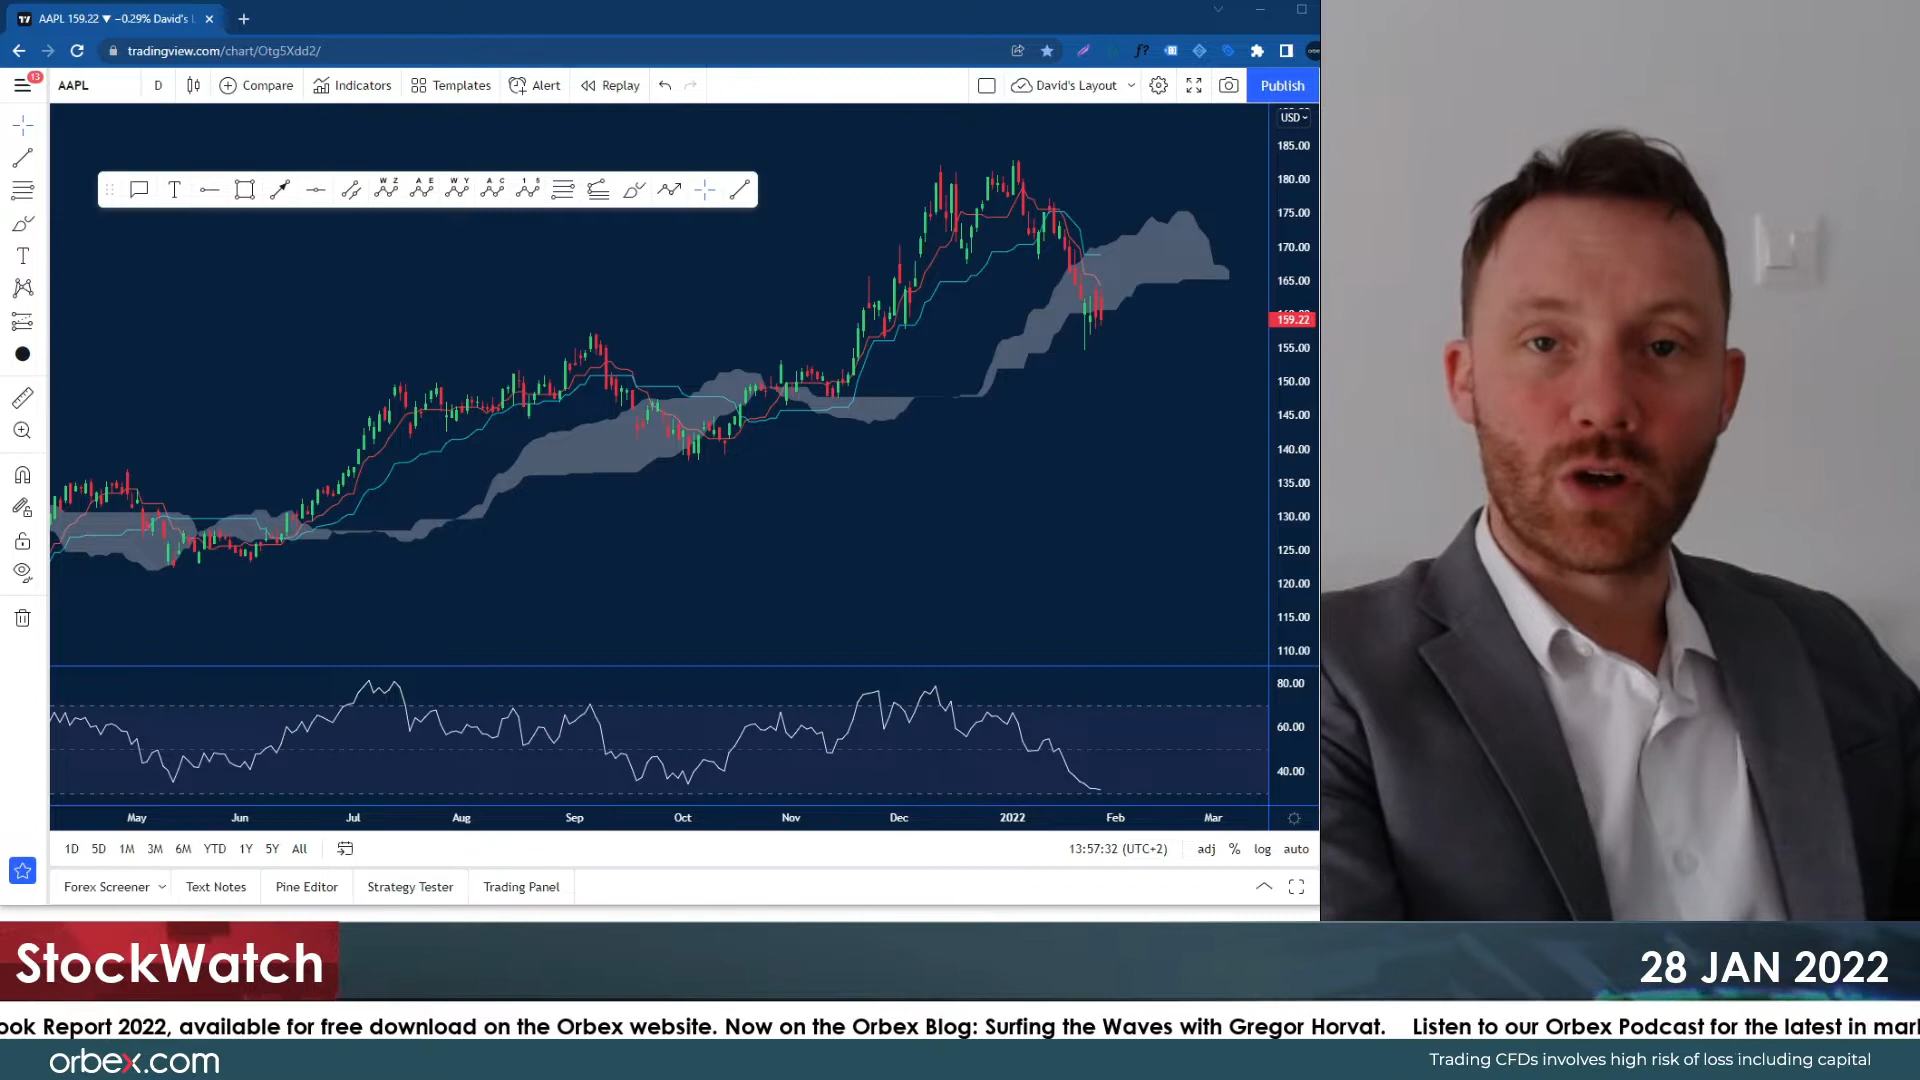 AAPL 159.22 ▼ −0.29% David's
tradingview.com/chart/Otg5Xdd2/
f?
13
AAPL
D
Compare
Indicators
Templates
Alert
Replay
David's Layout
Publish
USD
W Z
A E
W Y
A C
1 5
185.00
180.00
175.00
170.00
165.00
159.22
155.00
150.00
145.00
140.00
135.00
130.00
125.00
120.00
115.00
110.00
80.00
60.00
40.00
May Jun Jul Aug Sep Oct Nov Dec 2022 Feb Mar
1D 5D 1M 3M 6M YTD 1Y 5Y All
13:57:32 (UTC+2)
adj % log auto
Forex Screener Text Notes Pine Editor Strategy Tester Trading Panel
StockWatch
28 JAN 2022
ook Report 2022, available for free download on the Orbex website. Now on the Orbex Blog: Surfing the Waves with Gregor Horvat. Listen to our Orbex Podcast for the latest in mar
orbex.com
Trading CFDs involves high risk of loss including capital